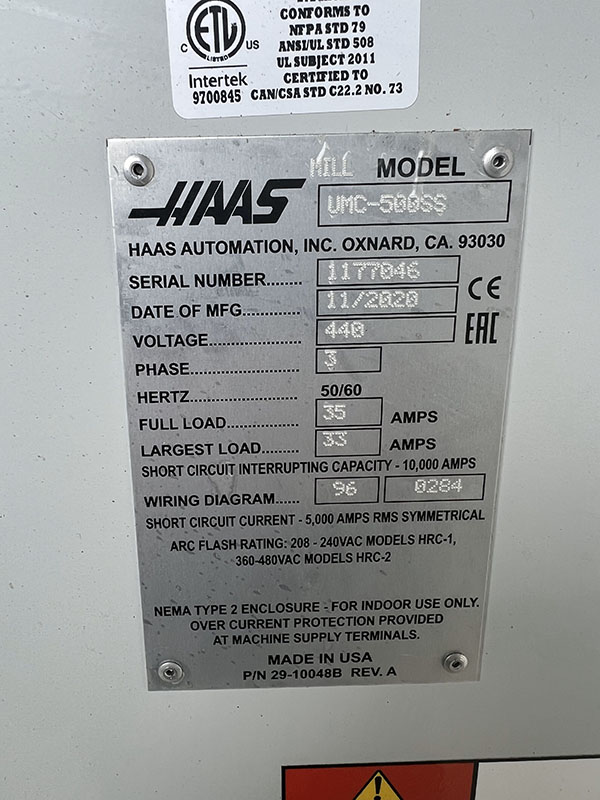 CONFORMS TO
NFPA STD 79
ANSI/UL STD 508
UL SUBJECT 2011
CERTIFIED TO
CAN/CSA STD C22.2 NO. 73
C ETL US
LISTED
Intertek
9700845
MILL MODEL
HAAS UMC-500SS
HAAS AUTOMATION, INC. OXNARD, CA. 93030
SERIAL NUMBER........ 1177046
DATE OF MFG........... 11/2020 CE
VOLTAGE................. 440 EAC
PHASE..................... 3
HERTZ..................... 50/60
FULL LOAD.............. 35 AMPS
LARGEST LOAD....... 33 AMPS
SHORT CIRCUIT INTERRUPTING CAPACITY - 10,000 AMPS
WIRING DIAGRAM...... 96 0284
SHORT CIRCUIT CURRENT - 5,000 AMPS RMS SYMMETRICAL
ARC FLASH RATING: 208 - 240VAC MODELS HRC-1,
360-480VAC MODELS HRC-2
NEMA TYPE 2 ENCLOSURE - FOR INDOOR USE ONLY.
OVER CURRENT PROTECTION PROVIDED
AT MACHINE SUPPLY TERMINALS.
MADE IN USA
P/N 29-10048B REV. A